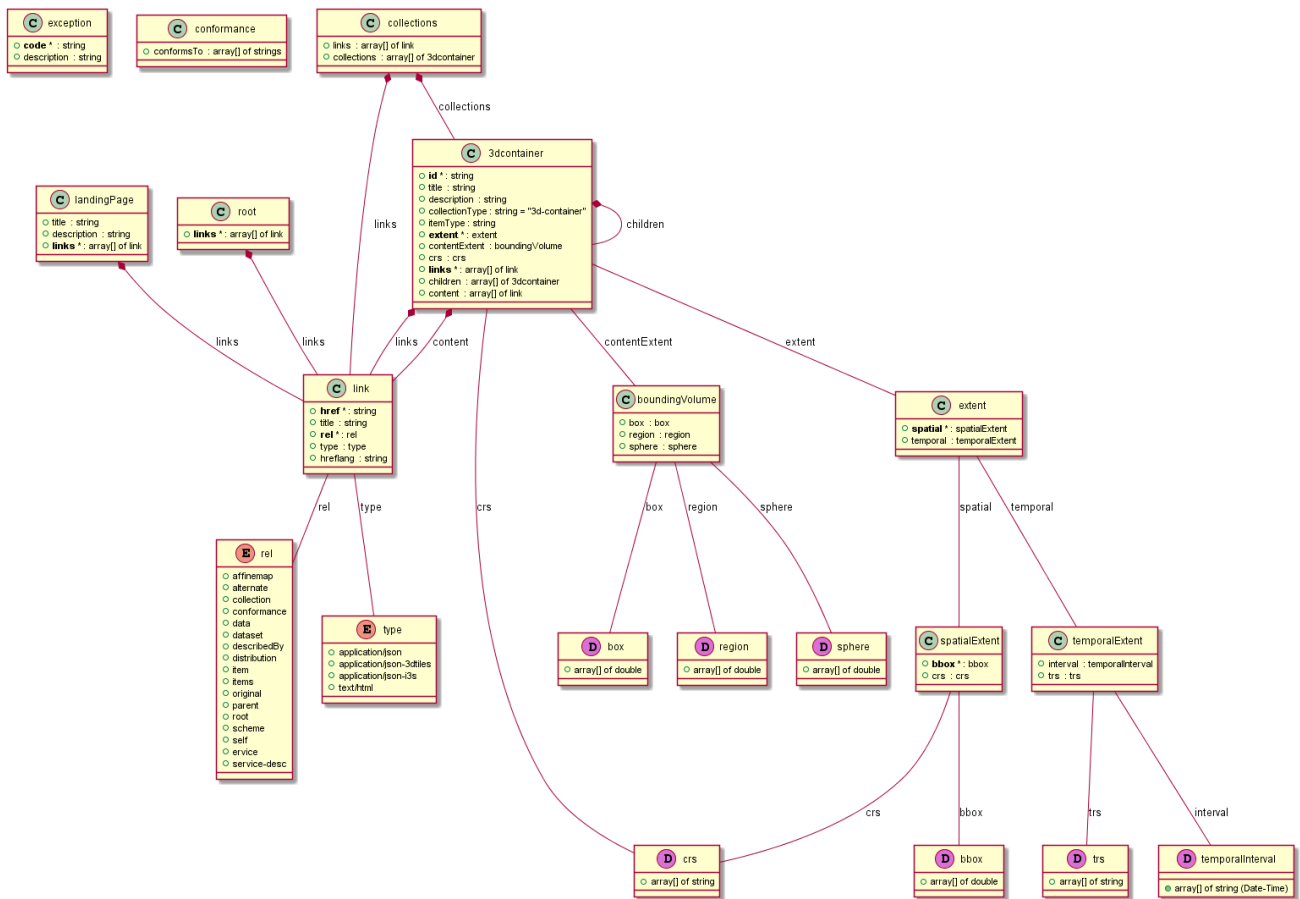 C exception
code * : string
description : string
C conformance
conformsTo : array[] of strings
C collections
links : array[] of link
collections : array[] of 3dcontainer
collections
C 3dcontainer
id * : string
title : string
description : string
collectionType : string = "3d-container"
itemType : string
extent * : extent
contentExtent : boundingVolume
crs : crs
links * : array[] of link
children : array[] of 3dcontainer
content : array[] of link
children
links
C landingPage
title : string
description : string
links * : array[] of link
C root
links * : array[] of link
links
links
links
content
contentExtent
extent
C link
href * : string
title : string
rel * : rel
type : type
hreflang : string
C boundingVolume
box : box
region : region
sphere : sphere
C extent
spatial * : spatialExtent
temporal : temporalExtent
rel
type
crs
box
region
sphere
spatial
temporal
E rel
affinemap
alternate
collection
conformance
data
dataset
describedBy
distribution
item
items
original
parent
root
scheme
self
ervice
service-desc
E type
application/json
application/json-3dtiles
application/json-i3s
text/html
D box
array[] of double
D region
array[] of double
D sphere
array[] of double
C spatialExtent
bbox * : bbox
crs : crs
C temporalExtent
interval : temporalInterval
trs : trs
crs
bbox
trs
interval
D crs
array[] of string
D bbox
array[] of double
D trs
array[] of string
D temporalInterval
array[] of string (Date-Time)